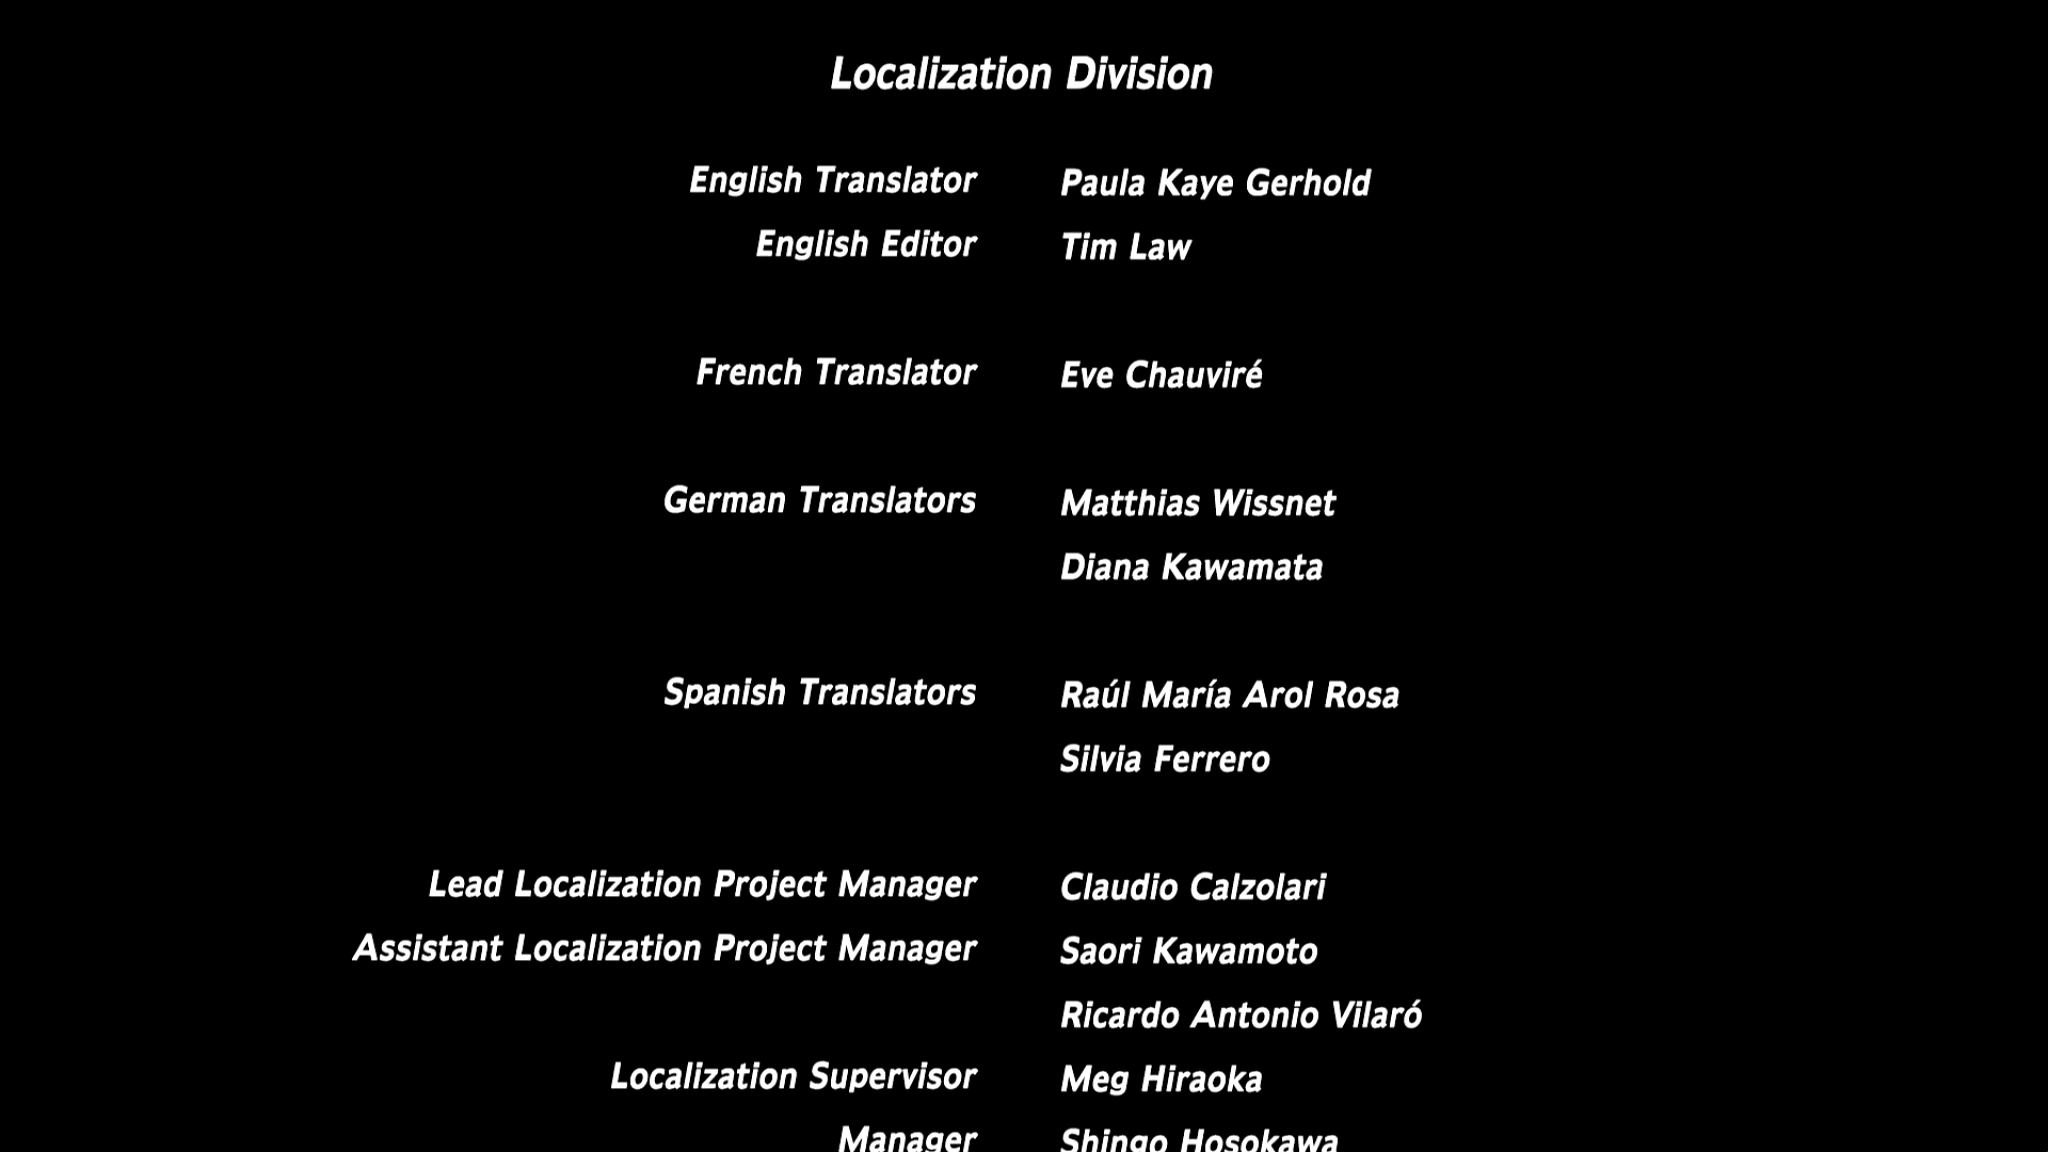 Localization Division
English Translator Paula Kaye Gerhold
English Editor Tim Law
French Translator Eve Chauviré
German Translators Matthias Wissnet
Diana Kawamata
Spanish Translators Raúl María Arol Rosa
Silvia Ferrero
Lead Localization Project Manager Claudio Calzolari
Assistant Localization Project Manager Saori Kawamoto
Ricardo Antonio Vilaró
Localization Supervisor Meg Hiraoka
Manager Shingo Hosokawa